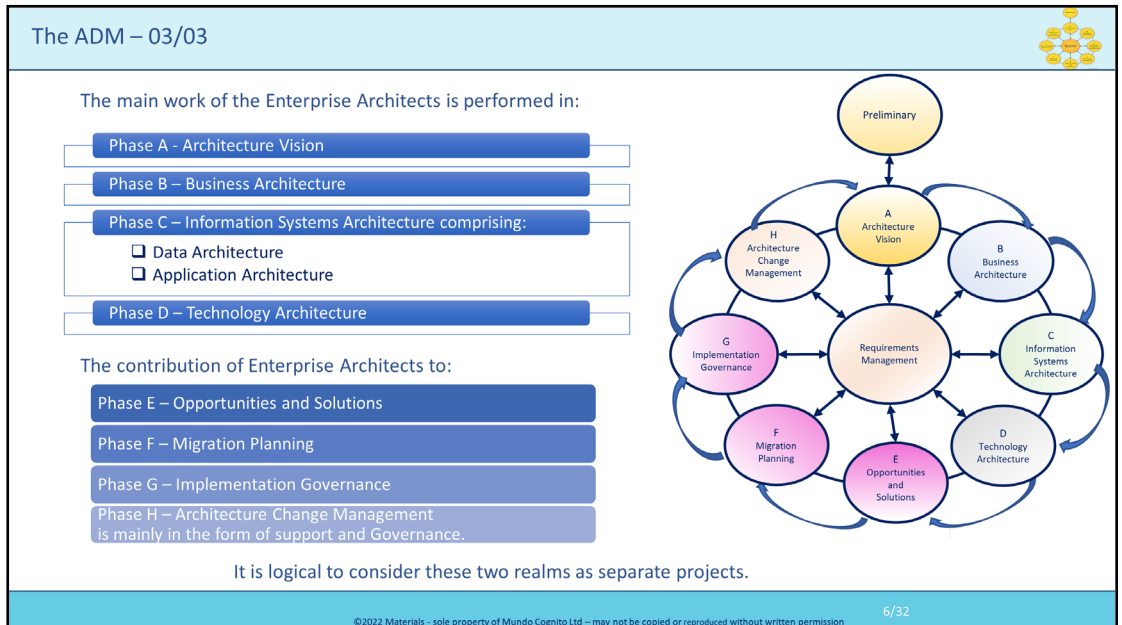 The ADM – 03/03
The main work of the Enterprise Architects is performed in:
Phase A - Architecture Vision
Phase B – Business Architecture
Phase C – Information Systems Architecture comprising:
Data Architecture
Application Architecture
Phase D – Technology Architecture
The contribution of Enterprise Architects to:
Phase E – Opportunities and Solutions
Phase F – Migration Planning
Phase G – Implementation Governance
Phase H – Architecture Change Management
is mainly in the form of support and Governance.
Preliminary
A
Architecture
Vision
B
Business
Architecture
C
Information
Systems
Architecture
D
Technology
Architecture
E
Opportunities
and
Solutions
F
Migration
Planning
G
Implementation
Governance
H
Architecture
Change
Management
Requirements
Management
It is logical to consider these two realms as separate projects.
6/32
©2022 Materials - sole property of Mundo Cognito Ltd – may not be copied or reproduced without written permission